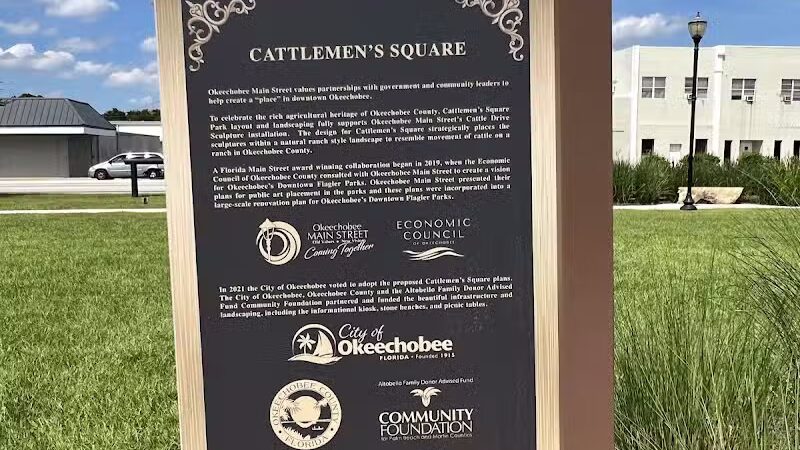 CATTLEMEN'S SQUARE
Okeechobee Main Street values partnerships with government and community leaders to
help create a "place" in downtown Okeechobee.
To celebrate the rich agricultural heritage of Okeechobee County, Cattlemen's Square
Park layout and landscaping fully supports Okeechobee Main Street's Cattle Drive
Sculpture installation. The design for Cattlemen's Square strategically places the
sculptures within a natural ranch style landscape to resemble movement of cattle on a
ranch in Okeechobee County.
A Florida Main Street award winning collaboration began in 2019, when the Economic
Council of Okeechobee County consulted with Okeechobee Main Street to create a vision
for Okeechobee's Downtown Flagler Parks. Okeechobee Main Street presented their
plans for public art placement in the parks and these plans were incorporated into a
large-scale renovation plan for Okeechobee's Downtown Flagler Parks.
Okeechobee
MAIN STREET
Old Values • New Vision
Coming Together
ECONOMIC
COUNCIL
OF OKEECHOBEE
In 2021 the City of Okeechobee voted to adopt the proposed Cattlemen's Square plans.
The City of Okeechobee, Okeechobee County and the Altobello Family Donor Advised
Fund Community Foundation partnered and funded the beautiful infrastructure and
landscaping, including the informational kiosk, stone benches, and picnic tables.
City of
Okeechobee
FLORIDA • Founded 1915
OKEECHOBEE COUNTY
FLORIDA
Altobello Family Donor Advised Fund
COMMUNITY
FOUNDATION
for Palm Beach and Martin Counties